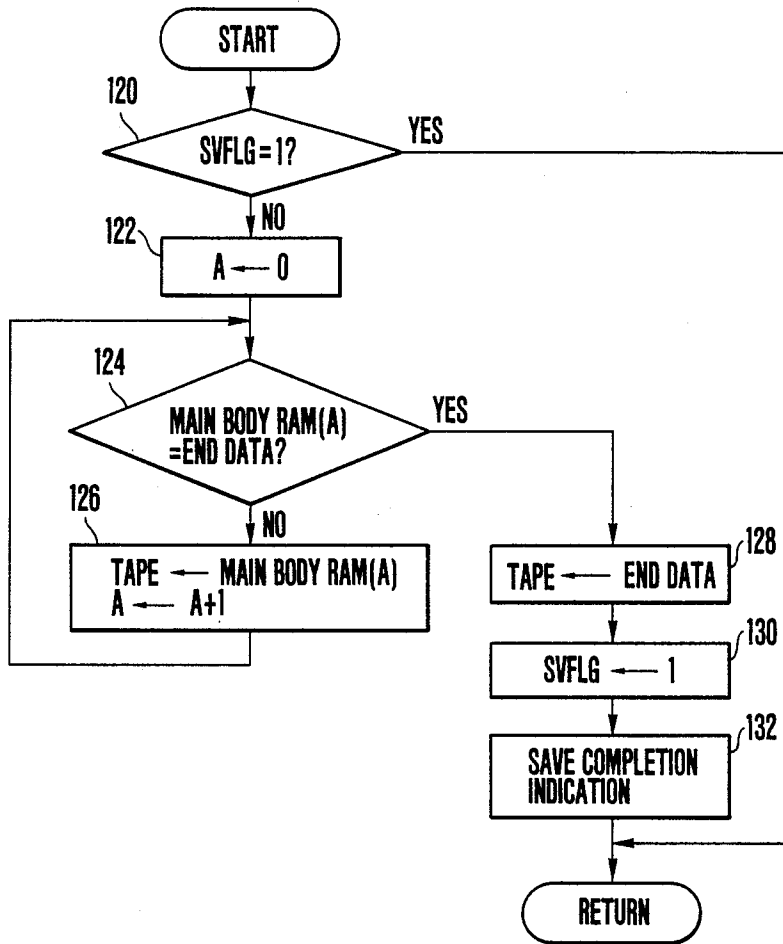 START
120
SVFLG=1?
YES
NO
122
A ← 0
124
MAIN BODY RAM(A)
=END DATA?
YES
NO
126
TAPE ← MAIN BODY RAM(A)
A ← A+1
128
TAPE ← END DATA
130
SVFLG ← 1
132
SAVE COMPLETION
INDICATION
RETURN